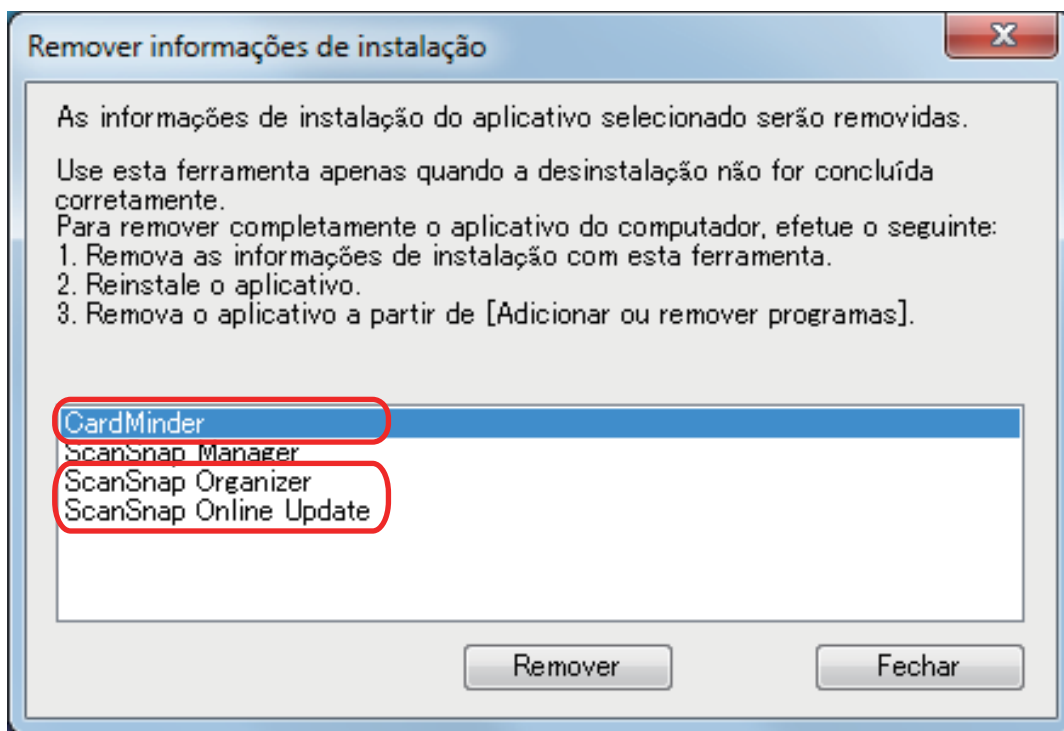 Remover informações de instalação
As informações de instalação do aplicativo selecionado serão removidas.
Use esta ferramenta apenas quando a desinstalação não for concluída
corretamente.
Para remover completamente o aplicativo do computador, efetue o seguinte:
1. Remova as informações de instalação com esta ferramenta.
2. Reinstale o aplicativo.
3. Remova o aplicativo a partir de [Adicionar ou remover programas].
CardMinder
ScanSnap Manager
ScanSnap Organizer
ScanSnap Online Update
Remover
Fechar